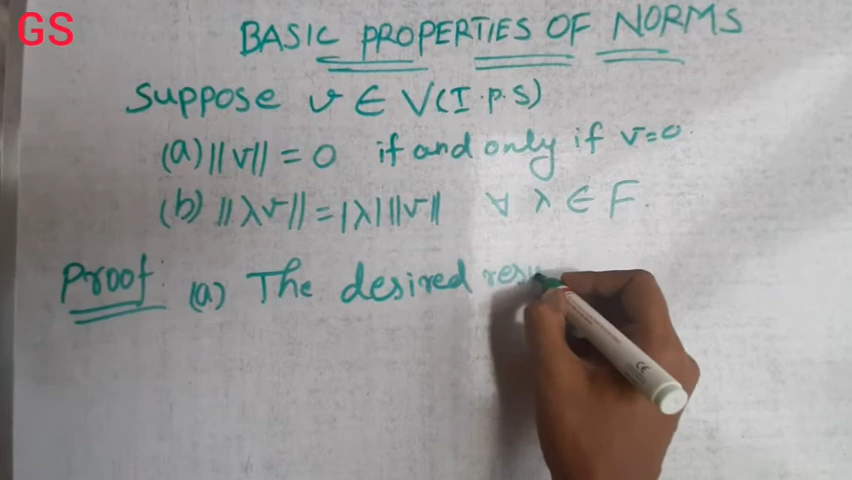 GS
BASIC PROPERTIES OF NORMS
Suppose v ∈ V(I.P.S)
(a) ||v|| = 0 if and only if v=0.
(b) ||λv|| = |λ| ||v|| ∀ λ ∈ F.
Proof (a) The desired